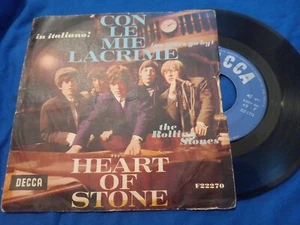 in italiano!
CON
LE
MIE
LACRIME
the
Rolling
Stones
HEART
OF
STONE
DECCA
F22270
DECCA